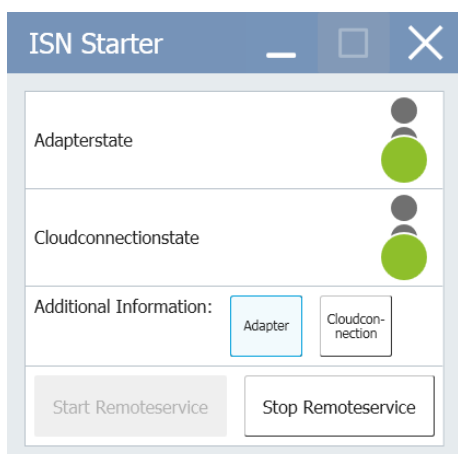 ISN Starter
Adapterstate
Cloudconnectionstate
Additional Information:
Adapter
Cloudcon-
nection
Start Remoteservice
Stop Remoteservice